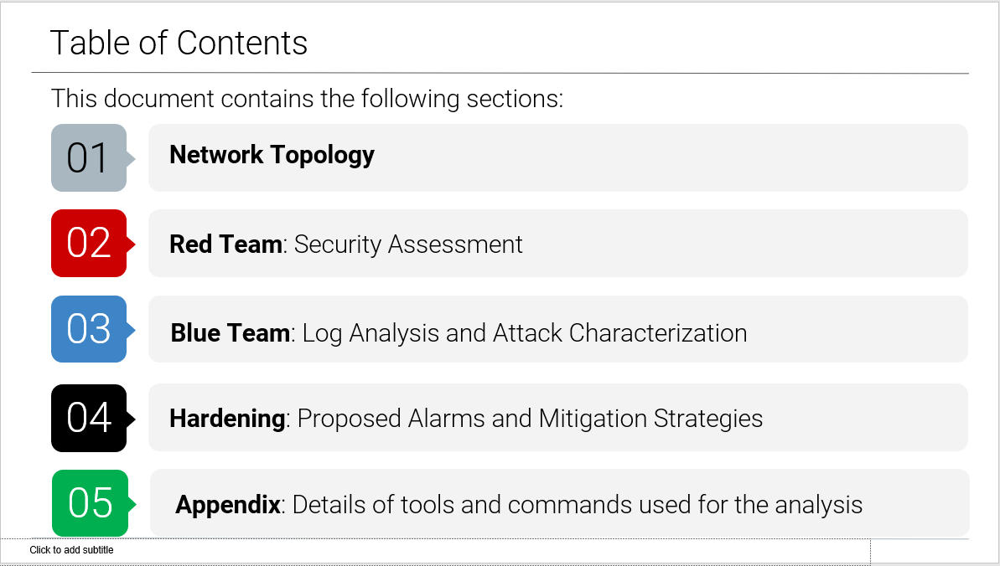 Table of Contents
This document contains the following sections:
01
Network Topology
02
Red Team: Security Assessment
03
Blue Team: Log Analysis and Attack Characterization
04
Hardening: Proposed Alarms and Mitigation Strategies
05
Appendix: Details of tools and commands used for the analysis
Click to add subtitle